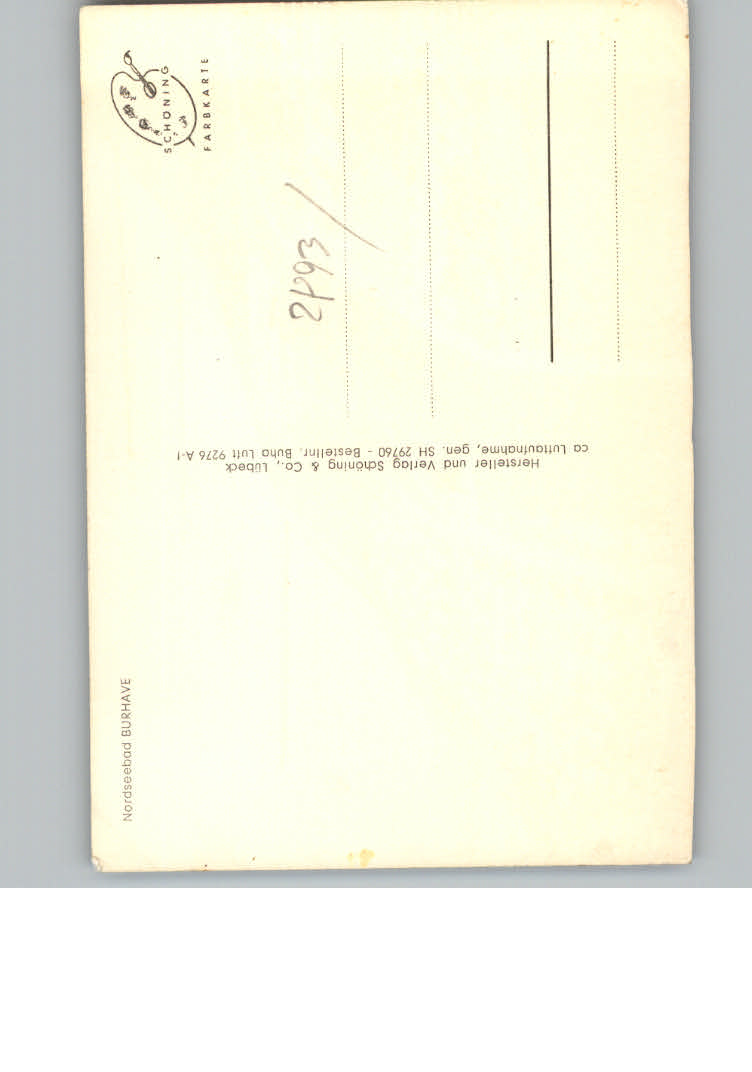 Nordseebad BURHAVE
SCHÖNING
FARBKARTE
Hersteller und Verlag Schöning & Co., Lübeck
ca Luftaufnahme, gen. SH 29760 - Bestellnr. Buha Luft 9276 A-1